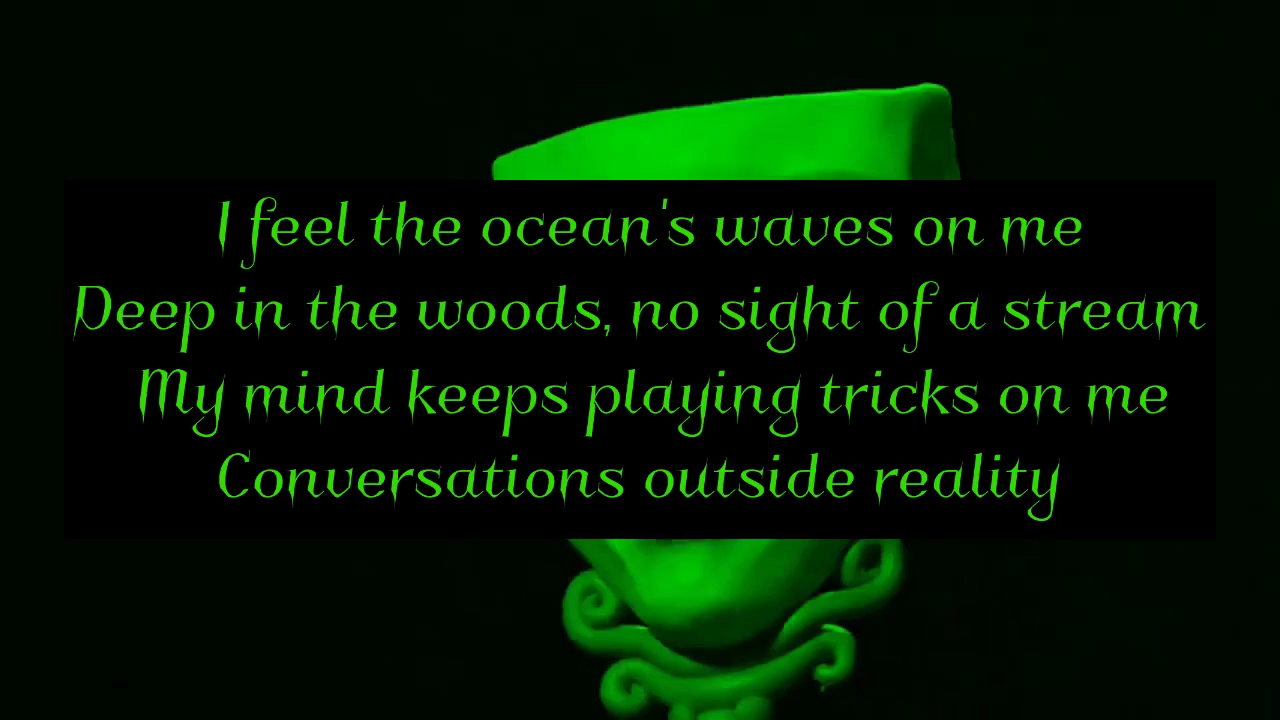 I feel the ocean's waves on me
Deep in the woods, no sight of a stream
My mind keeps playing tricks on me
Conversations outside reality